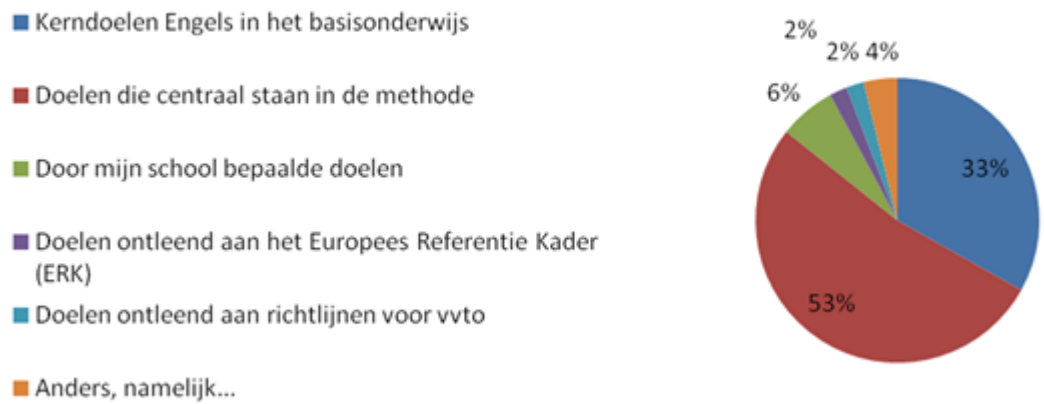 Kerndoelen Engels in het basisonderwijs
Doelen die centraal staan in de methode
Door mijn school bepaalde doelen
Doelen ontleend aan het Europees Referentie Kader
(ERK)
Doelen ontleend aan richtlijnen voor vvto
Anders, namelijk...
2%
2% 4%
6%
33%
53%